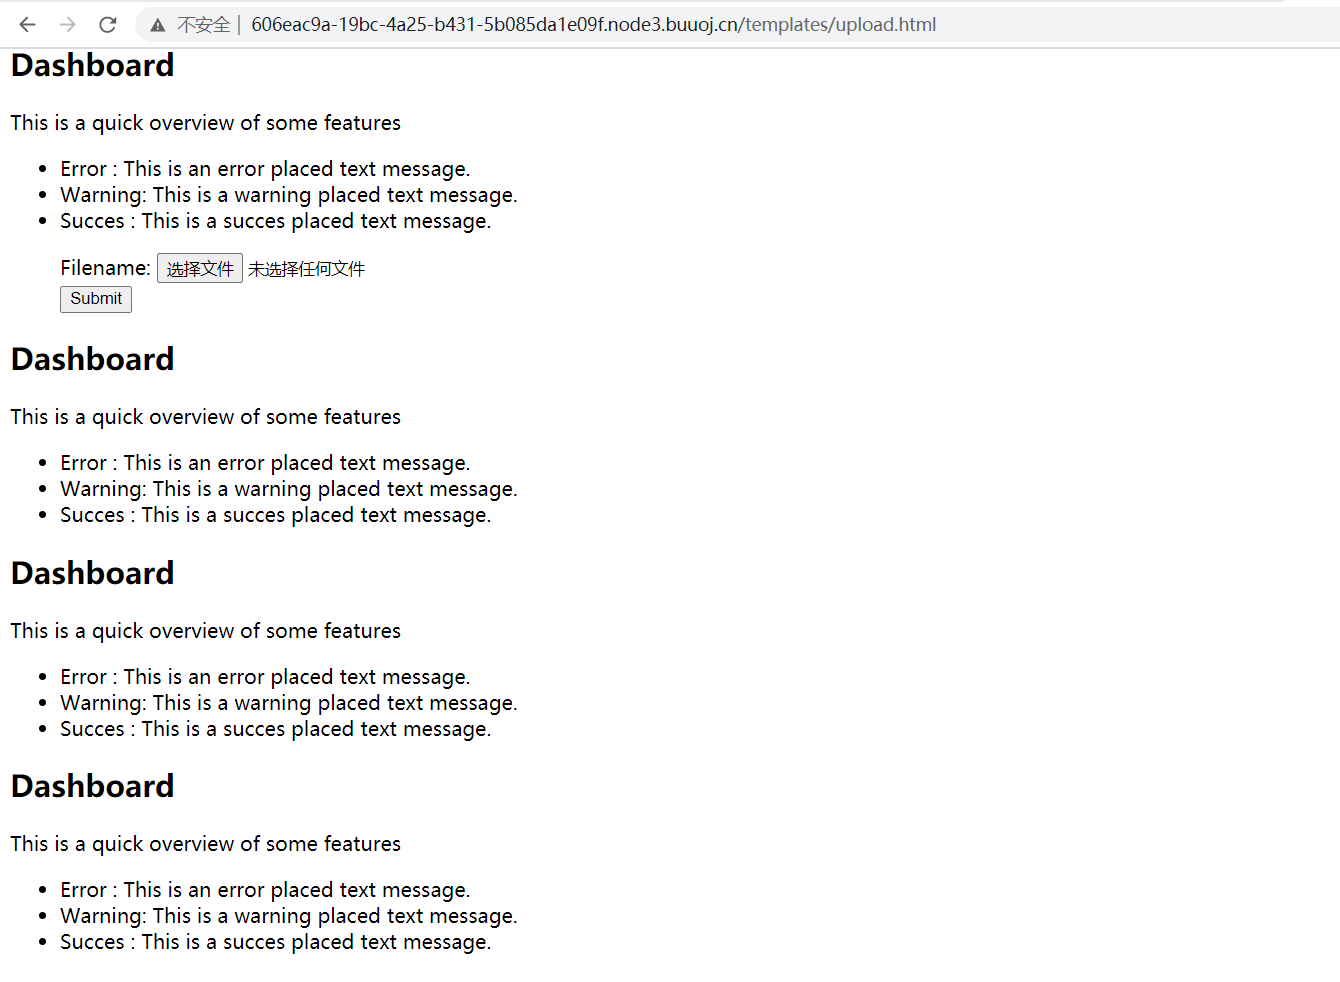 不安全 | 606eac9a-19bc-4a25-b431-5b085da1e09f.node3.buuoj.cn/templates/upload.html
Dashboard
This is a quick overview of some features
Error : This is an error placed text message.
Warning: This is a warning placed text message.
Succes : This is a succes placed text message.
Filename: 选择文件 未选择任何文件
Submit
Dashboard
This is a quick overview of some features
Error : This is an error placed text message.
Warning: This is a warning placed text message.
Succes : This is a succes placed text message.
Dashboard
This is a quick overview of some features
Error : This is an error placed text message.
Warning: This is a warning placed text message.
Succes : This is a succes placed text message.
Dashboard
This is a quick overview of some features
Error : This is an error placed text message.
Warning: This is a warning placed text message.
Succes : This is a succes placed text message.